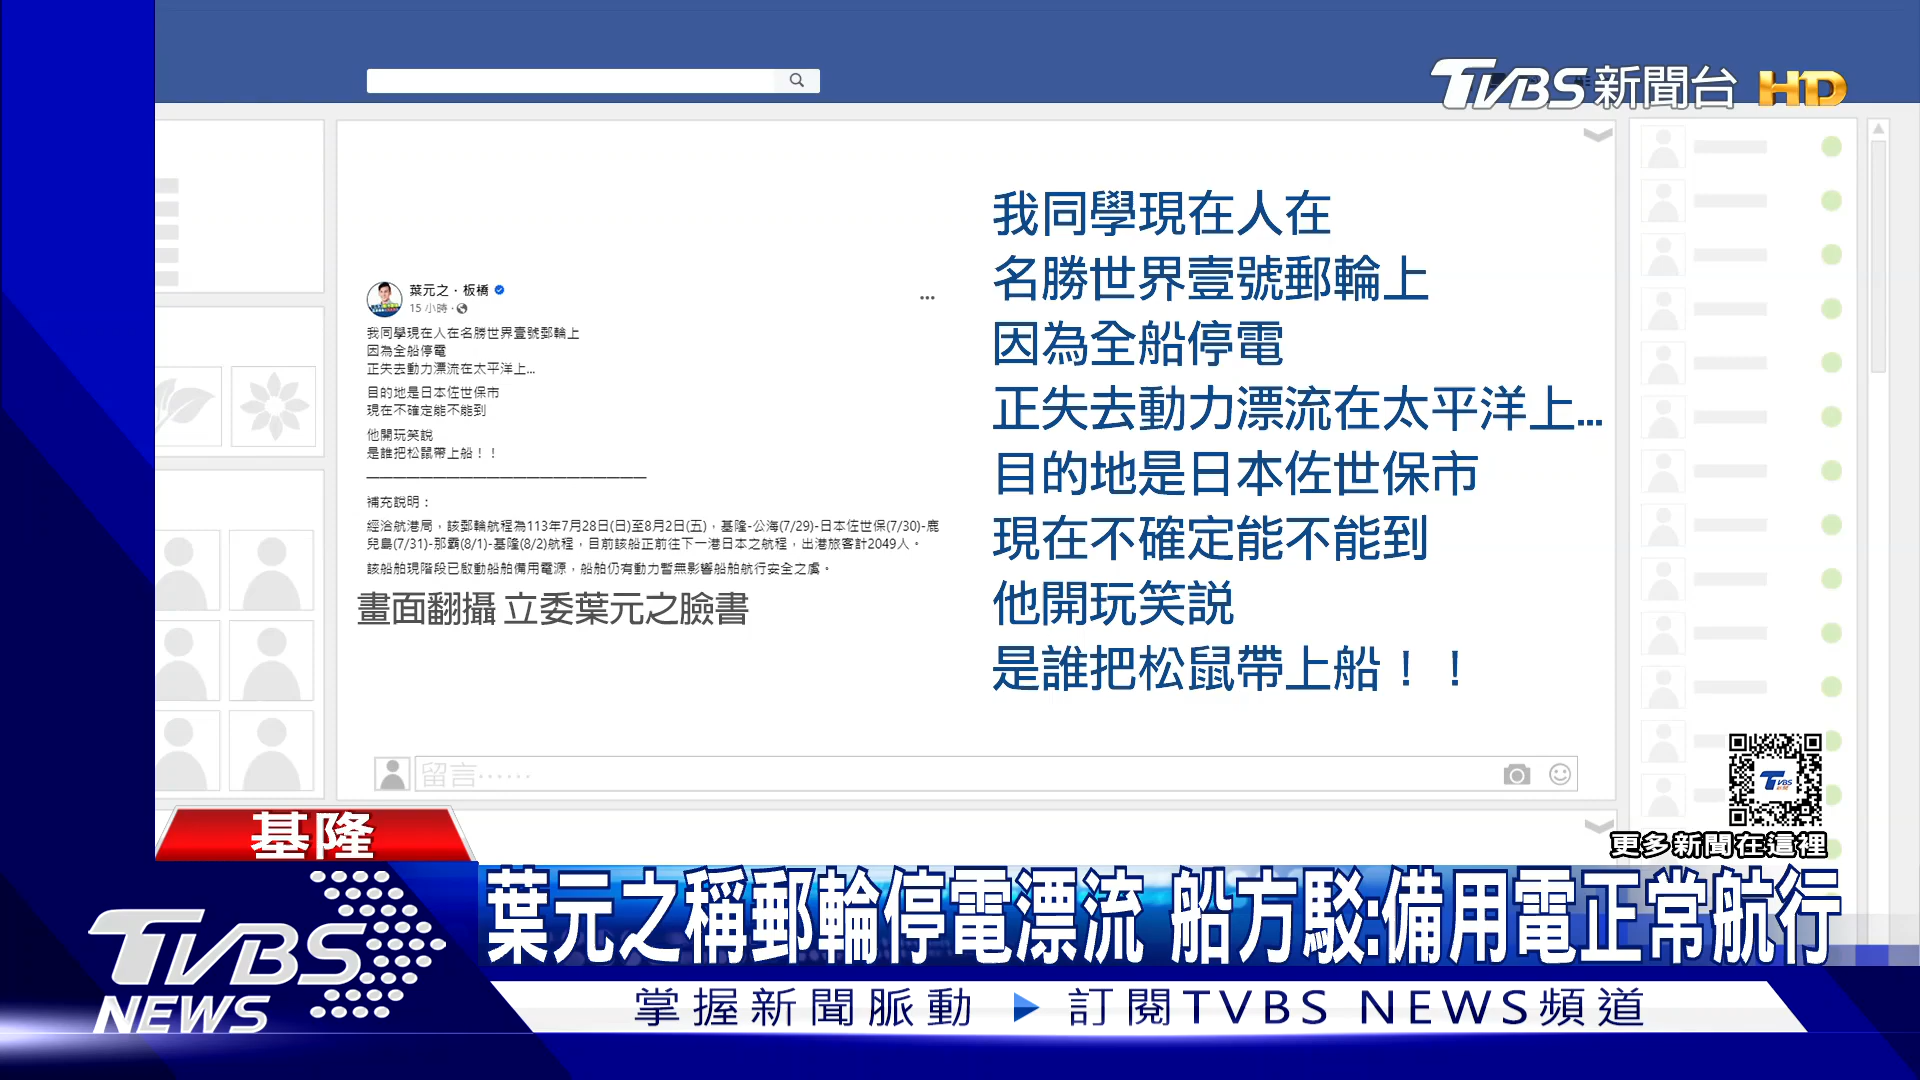 TVBS新聞台 HD
葉元之・板橋
15 小時・
我同學現在人在名勝世界壹號郵輪上
因為全船停電
正失去動力漂流在太平洋上...
目的地是日本佐世保市
現在不確定能不能到
他開玩笑說
是誰把松鼠帶上船！！
補充說明：
經洽航港局，該郵輪航程為113年7月28日(日)至8月2日(五)，基隆-公海(7/29)-日本佐世保(7/30)-鹿
兒島(7/31)-那霸(8/1)-基隆(8/2)航程，目前該船正前往下一港日本之航程，出港旅客計2049人。
該船舶現階段已啟動船舶備用電源，船舶仍有動力暫無影響船舶航行安全之虞。
畫面翻攝 立委葉元之臉書
我同學現在人在
名勝世界壹號郵輪上
因為全船停電
正失去動力漂流在太平洋上...
目的地是日本佐世保市
現在不確定能不能到
他開玩笑說
是誰把松鼠帶上船！！
留言⋯⋯
TVBS 新聞
更多新聞在這裡
基隆
葉元之稱郵輪停電漂流 船方駁:備用電正常航行
TVBS
NEWS
掌握新聞脈動 ▶ 訂閱TVBS NEWS頻道